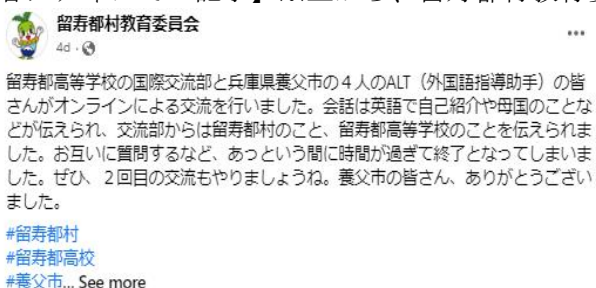 留寿都村教育委員会
4d
留寿都高等学校の国際交流部と兵庫県養父市の４人のALT（外国語指導助手）の皆
さんがオンラインによる交流を行いました。会話は英語で自己紹介や母国のことな
どが伝えられ、交流部からは留寿都村のこと、留寿都高等学校のことを伝えられま
した。お互いに質問するなど、あっという間に時間が過ぎて終了となってしまいま
した。ぜひ、２回目の交流もやりましょうね。養父市の皆さん、ありがとうござい
ました。
#留寿都村
#留寿都高校
#養父市... See more